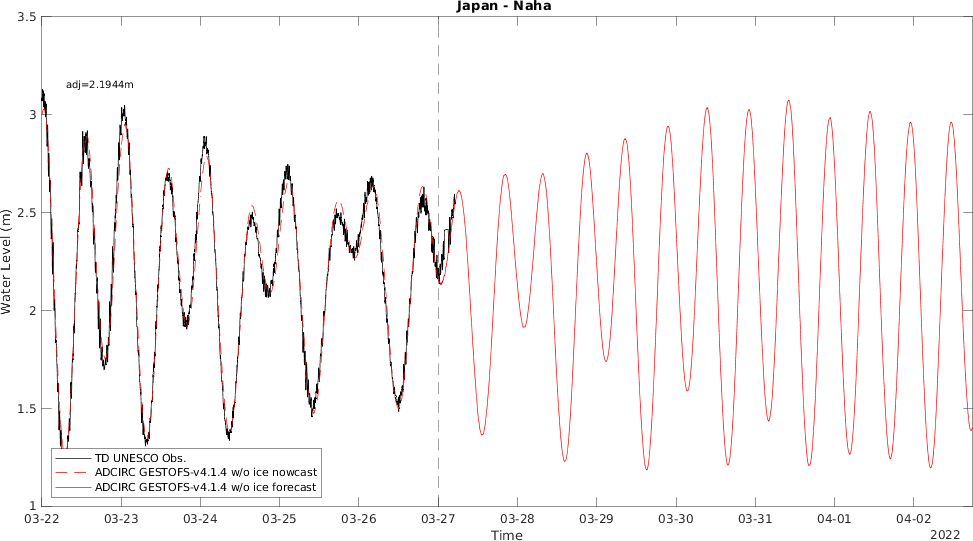 Japan - Naha
3.5
adj=2.1944m
3
2.5
Water Level (m)
2
1.5
TD UNESCO Obs.
ADCIRC GESTOFS-v4.1.4 w/o ice nowcast
ADCIRC GESTOFS-v4.1.4 w/o ice forecast
1
03-22 03-23 03-24 03-25 03-26 03-27 03-28 03-29 03-30 03-31 04-01 04-02
Time
2022